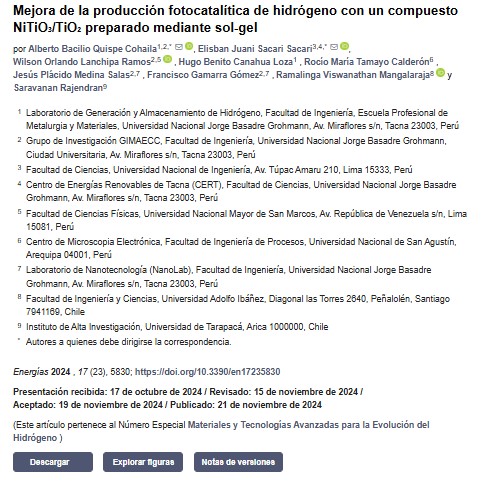 Mejora de la producción fotocatalítica de hidrógeno con un compuesto
NiTiO₃/TiO₂ preparado mediante sol-gel
por Alberto Bacilio Quispe Cohaila 1,2,* , Elisban Juani Sacari Sacari 3,4,* ,
Wilson Orlando Lanchipa Ramos 2,5 , Hugo Benito Canahua Loza 1 , Rocío María Tamayo Calderón 6 ,
Jesús Plácido Medina Salas 2,7 , Francisco Gamarra Gómez 2,7 , Ramalinga Viswanathan Mangalaraja 8 y
Saravanan Rajendran 9
1 Laboratorio de Generación y Almacenamiento de Hidrógeno, Facultad de Ingeniería, Escuela Profesional de
Metalurgia y Materiales, Universidad Nacional Jorge Basadre Grohmann, Av. Miraflores s/n, Tacna 23003, Perú
2 Grupo de Investigación GIMAECC, Facultad de Ingeniería, Universidad Nacional Jorge Basadre Grohmann,
Ciudad Universitaria, Av. Miraflores s/n, Tacna 23003, Perú
3 Facultad de Ciencias, Universidad Nacional de Ingeniería, Av. Túpac Amaru 210, Lima 15333, Perú
4 Centro de Energías Renovables de Tacna (CERT), Facultad de Ciencias, Universidad Nacional Jorge Basadre
Grohmann, Av. Miraflores s/n, Tacna 23003, Perú
5 Facultad de Ciencias Físicas, Universidad Nacional Mayor de San Marcos, Av. República de Venezuela s/n, Lima
15081, Perú
6 Centro de Microscopia Electrónica, Facultad de Ingeniería de Procesos, Universidad Nacional de San Agustín,
Arequipa 04001, Perú
7 Laboratorio de Nanotecnología (NanoLab), Facultad de Ingeniería, Universidad Nacional Jorge Basadre
Grohmann, Av. Miraflores s/n, Tacna 23003, Perú
8 Facultad de Ingeniería y Ciencias, Universidad Adolfo Ibáñez, Diagonal las Torres 2640, Peñalolén, Santiago
7941169, Chile
9 Instituto de Alta Investigación, Universidad de Tarapacá, Arica 1000000, Chile
* Autores a quienes debe dirigirse la correspondencia.
Energías 2024 , 17 (23), 5830; https://doi.org/10.3390/en17235830
Presentación recibida: 17 de octubre de 2024 / Revisado: 15 de noviembre de 2024 /
Aceptado: 19 de noviembre de 2024 / Publicado: 21 de noviembre de 2024
(Este artículo pertenece al Número Especial Materiales y Tecnologías Avanzadas para la Evolución del
Hidrógeno )
Descargar Explorar figuras Notas de versiones